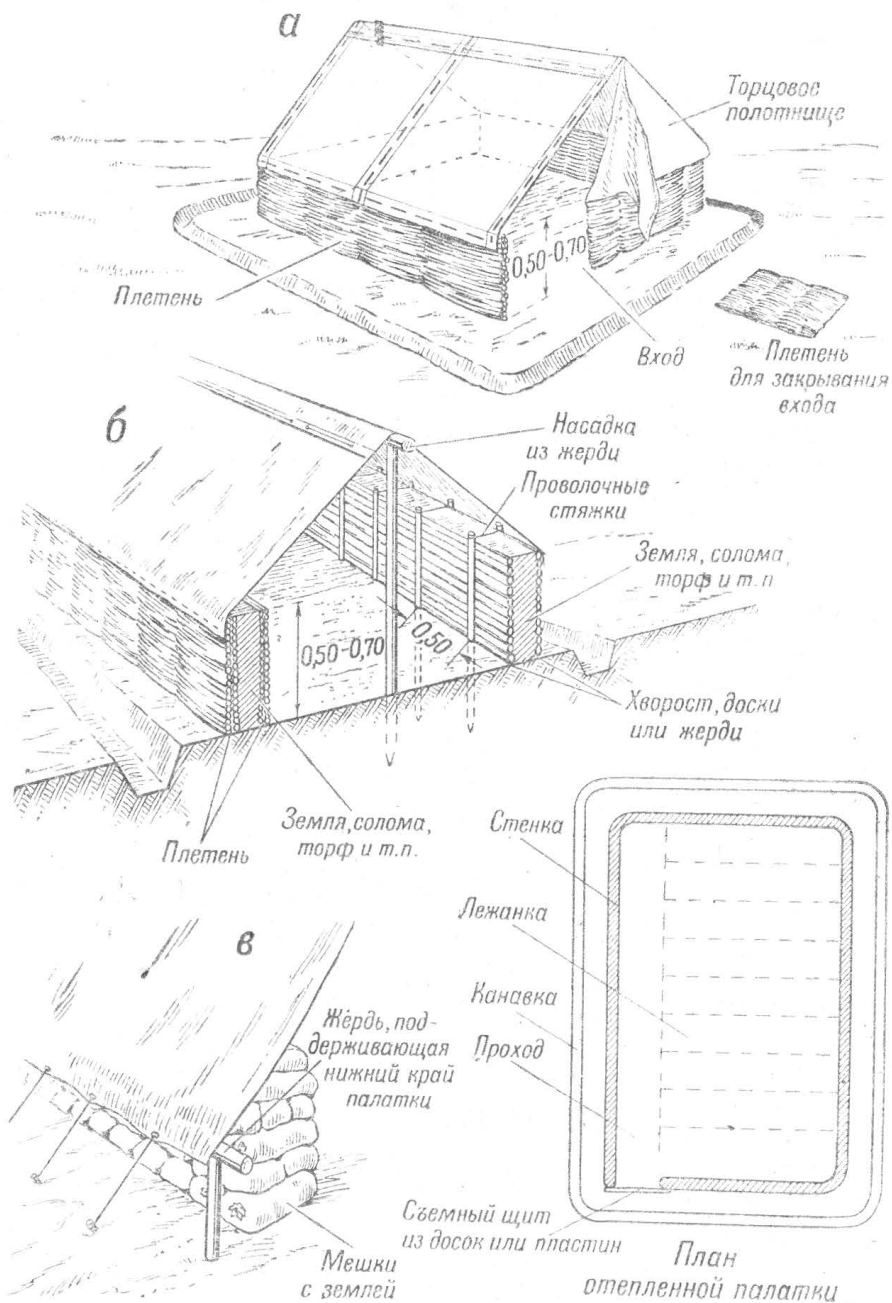 а
Торцовое
полотнище
0,50-0,70
Плетень
Вход
Плетень
для закрывания
входа
б
Насадка
из жерди
Проволочные
стяжки
Земля, солома,
торф и т.п
0,50-0,70
0,50
Хворост, доски
или жерди
Плетень
Земля, солома,
торф и т.п.
Стенка
Лежанка
Канавка
Проход
Съемный щит
из досок или пластин
План
отепленной палатки
в
Жердь, под-
держивающая
нижний край
палатки
Мешки
с землей